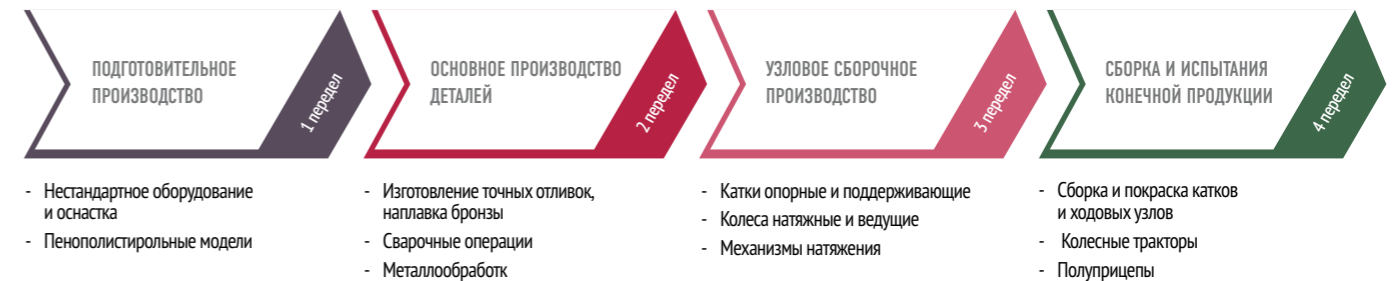 ПОДГОТОВИТЕЛЬНОЕ
ПРОИЗВОДСТВО
1 передел
- Нестандартное оборудование
и оснастка
- Пенополистирольные модели
ОСНОВНОЕ ПРОИЗВОДСТВО
ДЕТАЛЕЙ
2 передел
- Изготовление точных отливок,
наплавка бронзы
- Сварочные операции
- Металлообработк
УЗЛОВОЕ СБОРОЧНОЕ
ПРОИЗВОДСТВО
3 передел
- Катки опорные и поддерживающие
- Колеса натяжные и ведущие
- Механизмы натяжения
СБОРКА И ИСПЫТАНИЯ
КОНЕЧНОЙ ПРОДУКЦИИ
4 передел
- Сборка и покраска катков
и ходовых узлов
- Колесные тракторы
- Полуприцепы